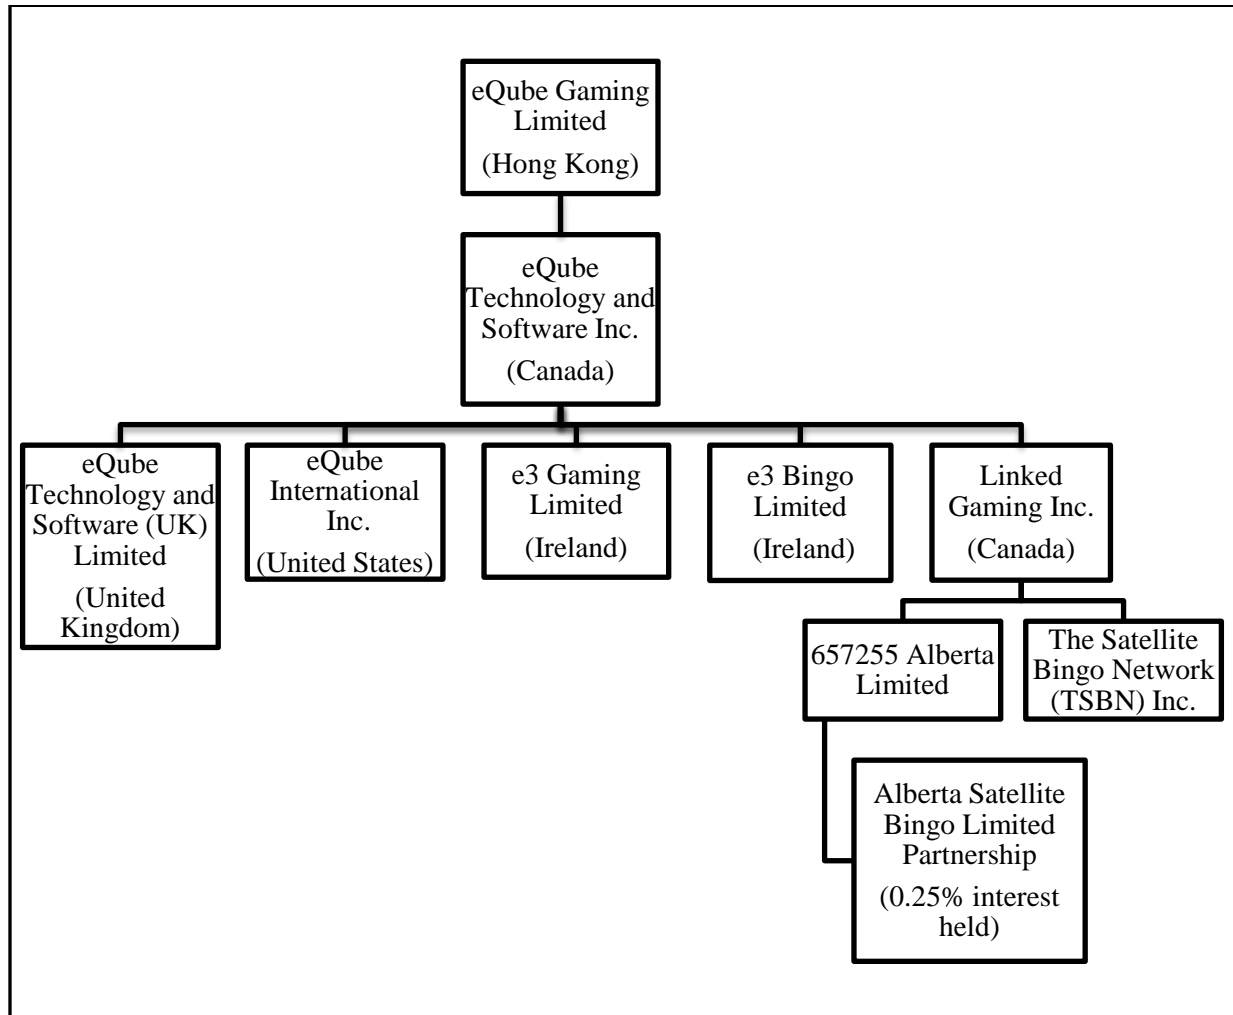 eQube Gaming
Limited
(Hong Kong)
eQube
Technology and
Software Inc.
(Canada)
eQube
Technology and
Software (UK)
Limited
(United
Kingdom)
eQube
International
Inc.
(United States)
e3 Gaming
Limited
(Ireland)
e3 Bingo
Limited
(Ireland)
Linked
Gaming Inc.
(Canada)
657255 Alberta
Limited
The Satellite
Bingo Network
(TSBN) Inc.
Alberta Satellite
Bingo Limited
Partnership
(0.25% interest
held)